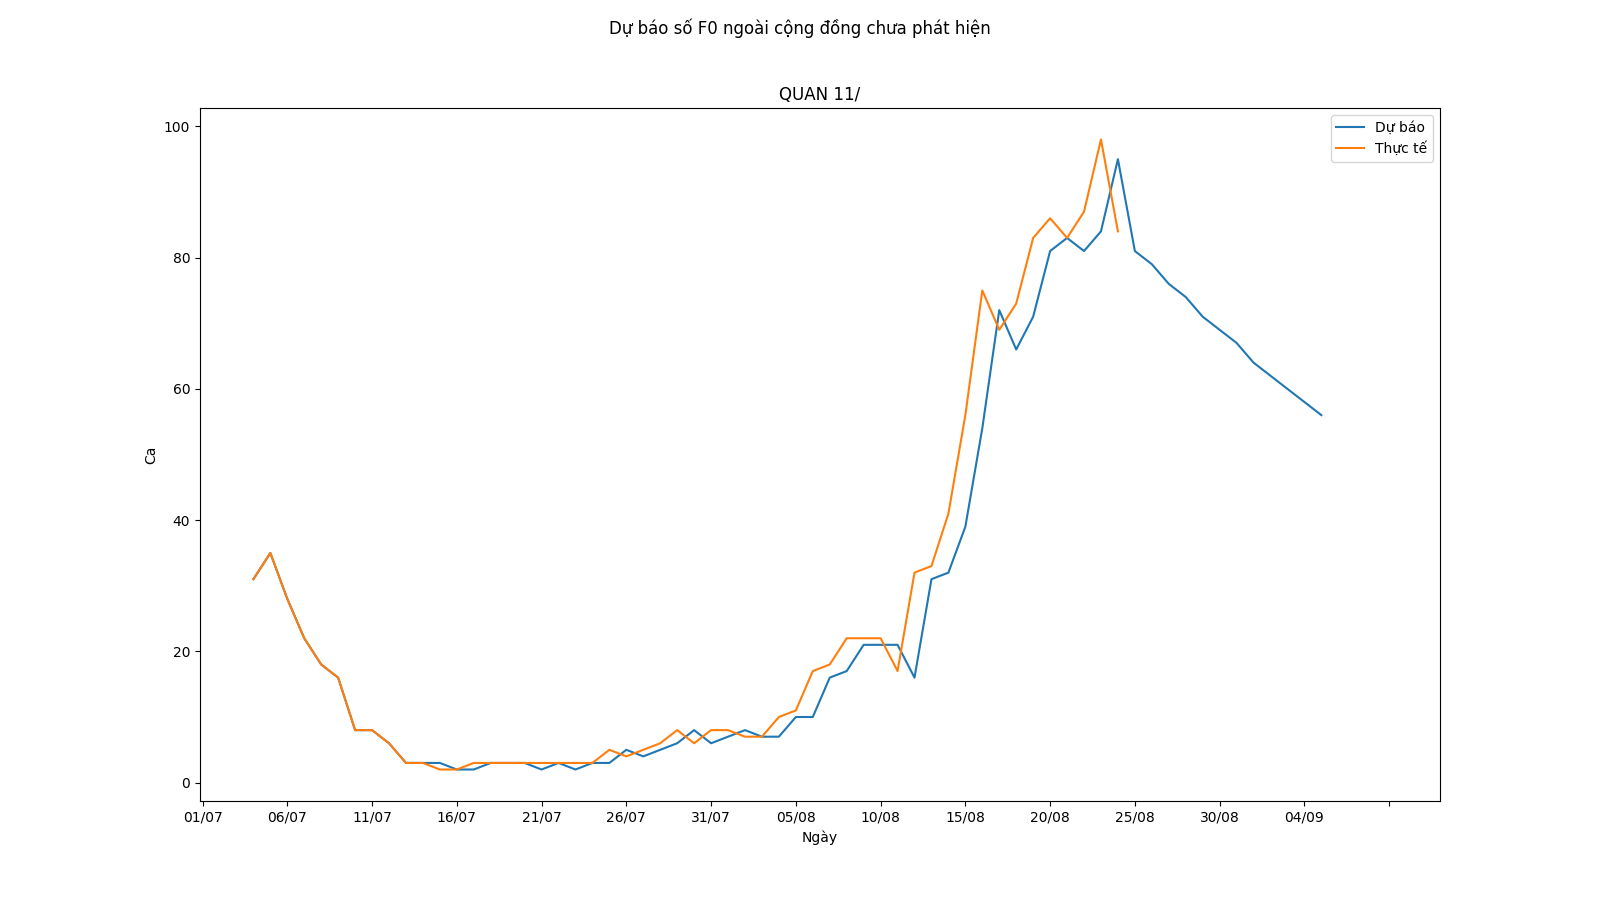 Dự báo số F0 ngoài cộng đồng chưa phát hiện
QUAN 11/
Dự báo
Thực tế
100
80
60
40
20
0
Ca
01/07 06/07 11/07 16/07 21/07 26/07 31/07 05/08 10/08 15/08 20/08 25/08 30/08 04/09
Ngày